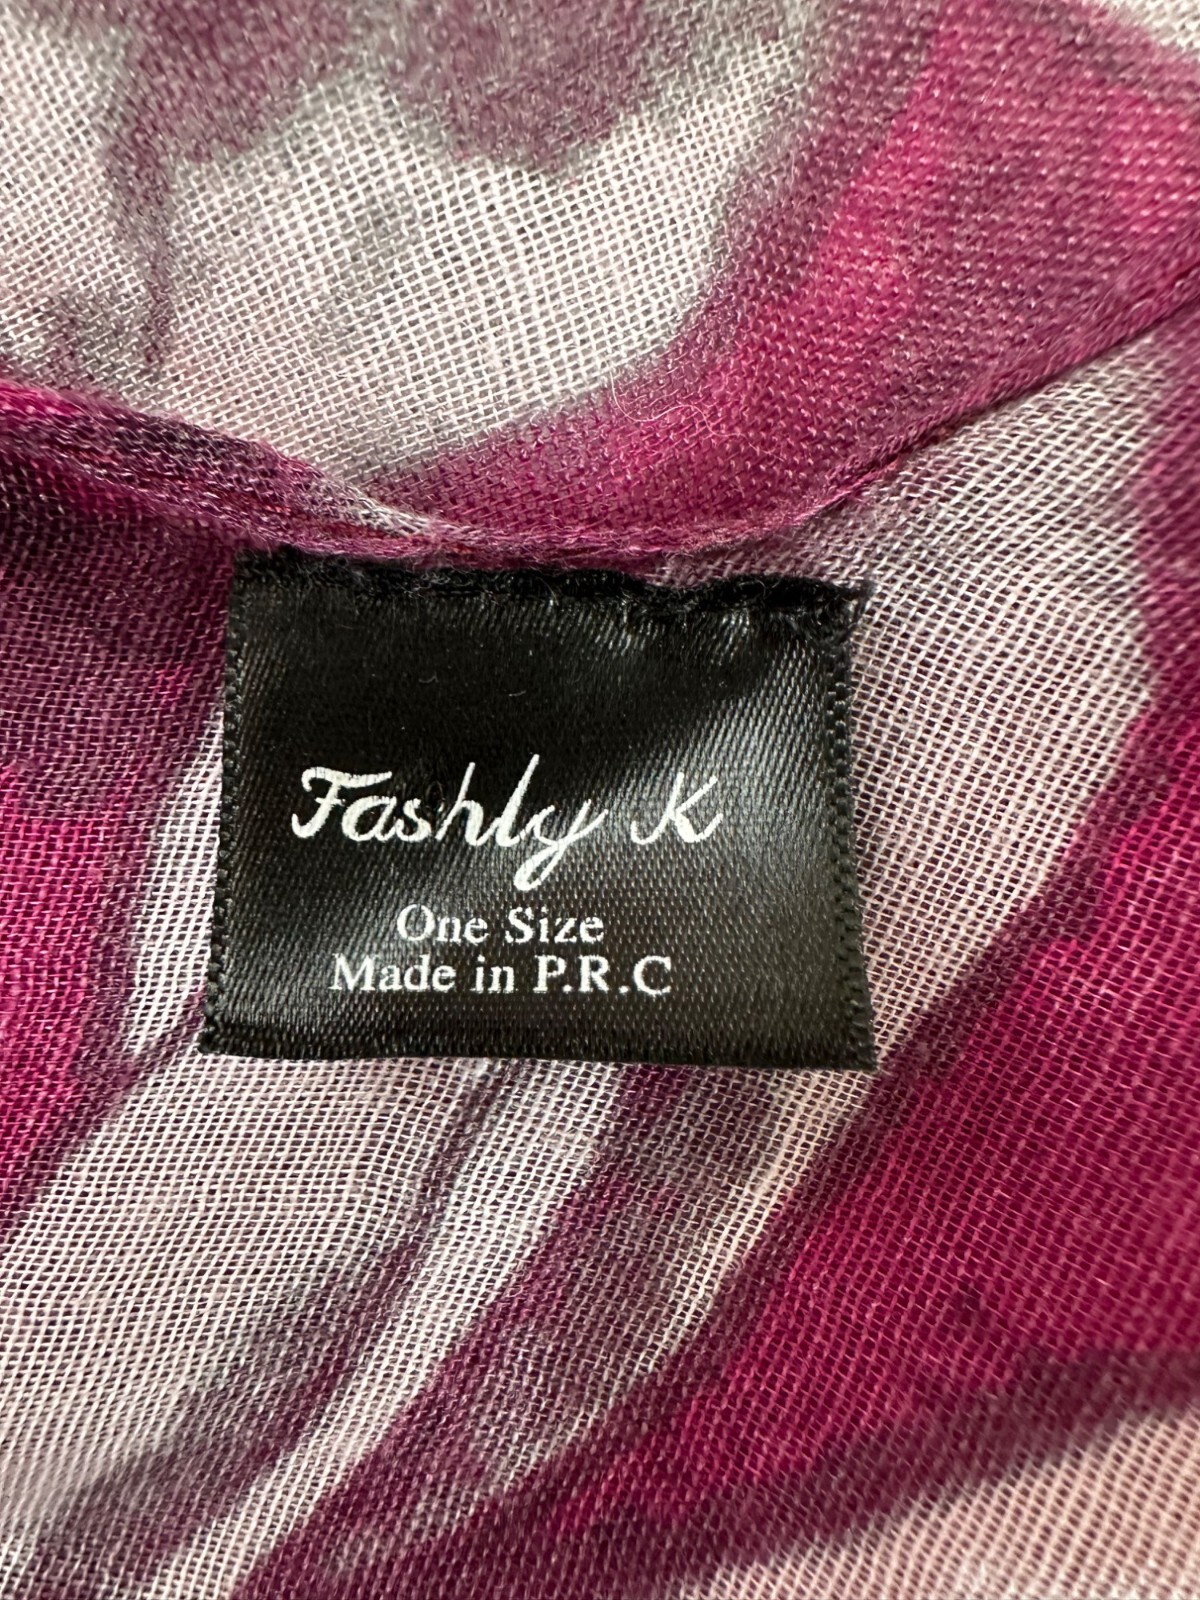 Fashly K
One Size
Made in P.R.C